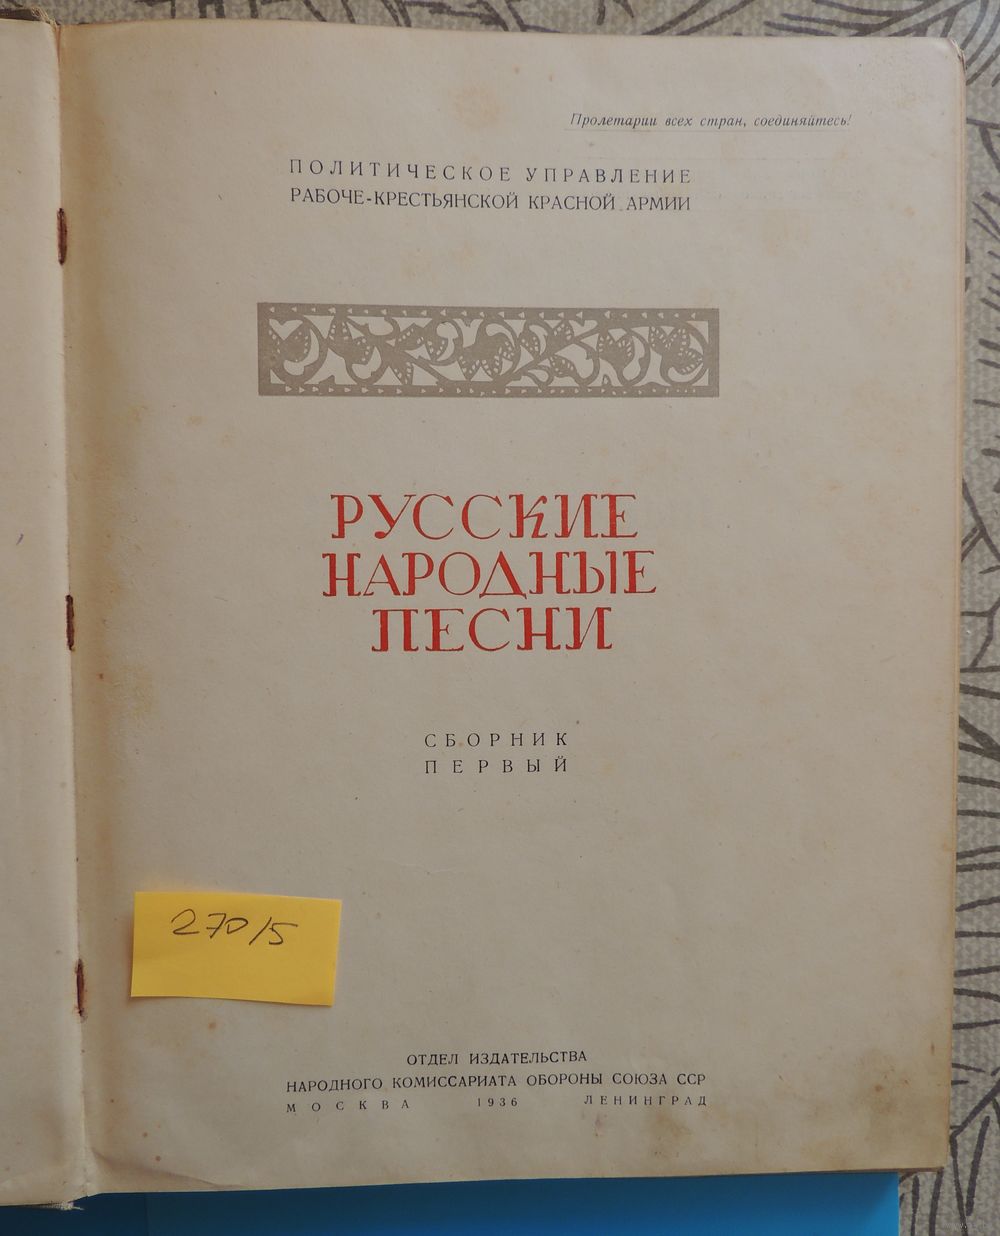 Пролетарии всех стран, соединяйтесь!
ПОЛИТИЧЕСКОЕ УПРАВЛЕНИЕ
РАБОЧЕ-КРЕСТЬЯНСКОЙ КРАСНОЙ АРМИИ
РУССКИЕ
НАРОДНЫЕ
ПЕСНИ
СБОРНИК
ПЕРВЫЙ
270/5
ОТДЕЛ ИЗДАТЕЛЬСТВА
НАРОДНОГО КОМИССАРИАТА ОБОРОНЫ СОЮЗА ССР
МОСКВА 1936 ЛЕНИНГРАД